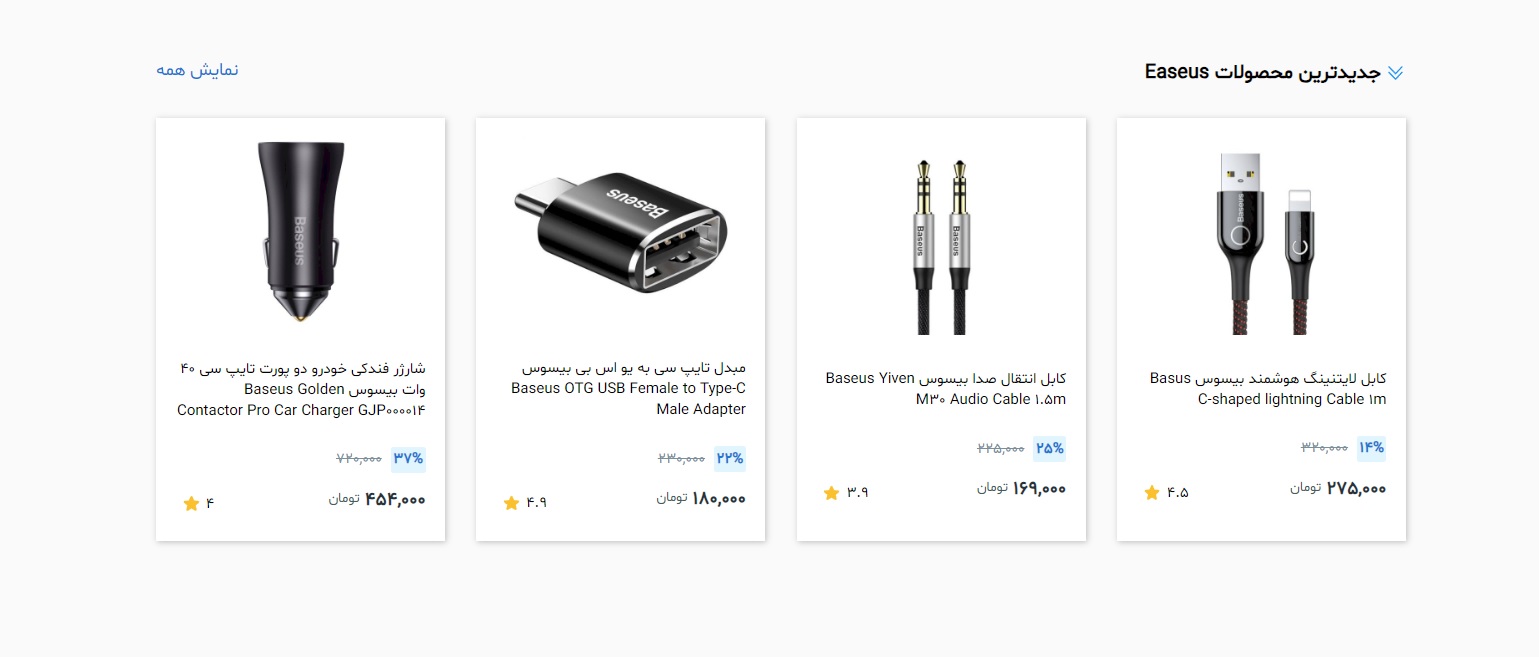 جدیدترین محصولات Easeus
نمایش همه
Baseus
کابل لایتنینگ هوشمند بیسوس Basus
C-shaped lightning Cable ۱m
۱۴%
۳۲۰,۰۰۰
۲۷۵,۰۰۰ تومان
۴.۵
Baseus
Baseus
کابل انتقال صدا بیسوس Baseus Yiven
M۳۰ Audio Cable ۱.۵m
۲۵%
۲۲۵,۰۰۰
۱۶۹,۰۰۰ تومان
۳.۹
Baseus
مبدل تایپ سی به یو اس بی بیسوس
Baseus OTG USB Female to Type-C
Male Adapter
۲۲%
۲۳۰,۰۰۰
۱۸۰,۰۰۰ تومان
۴.۹
Baseus
شارژر فندکی خودرو دو پورت تایپ سی ۴۰
وات بیسوس Baseus Golden
Contactor Pro Car Charger GJP۰۰۰۰۱۴
۳۷%
۷۲۰,۰۰۰
۴۵۴,۰۰۰ تومان
۴